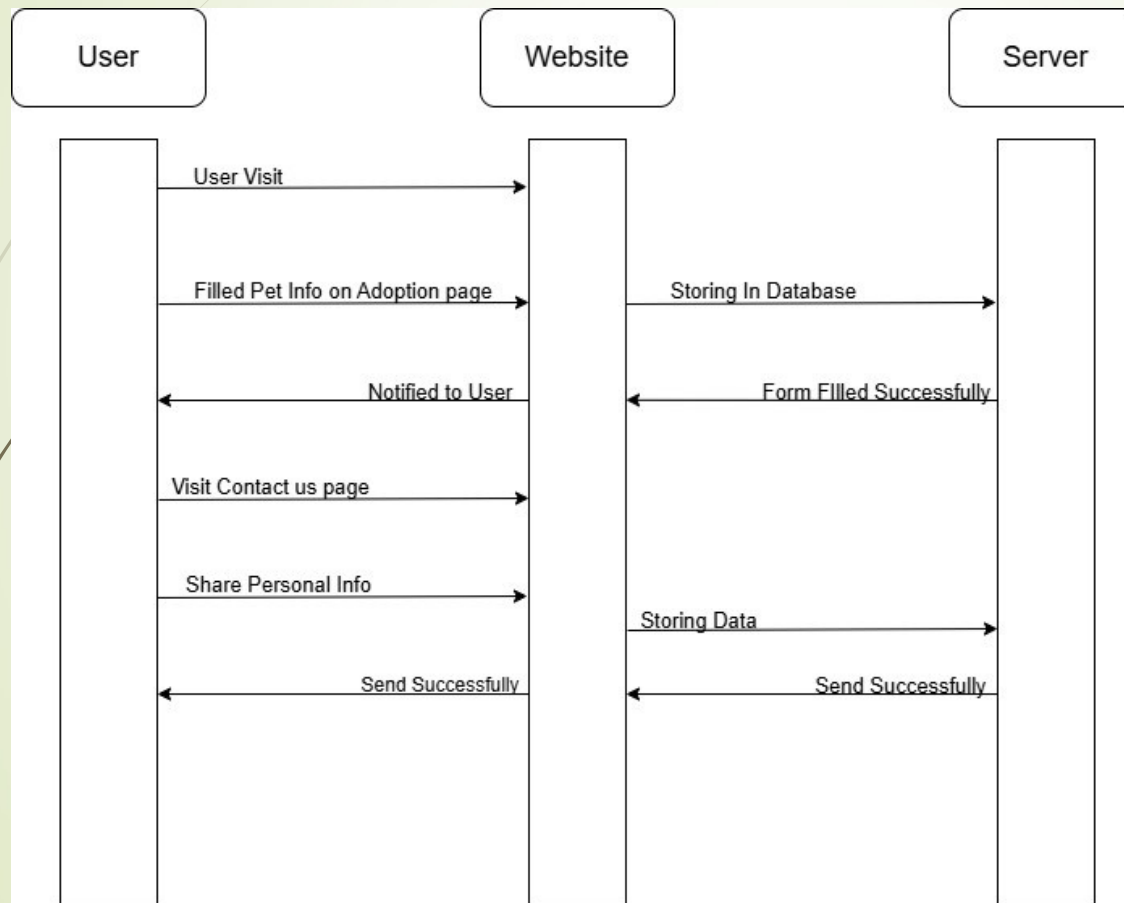 User
Website
Server
User Visit
Filled Pet Info on Adoption page
Storing In Database
Notified to User
Form FIlled Successfully
Visit Contact us page
Share Personal Info
Storing Data
Send Successfully
Send Successfully